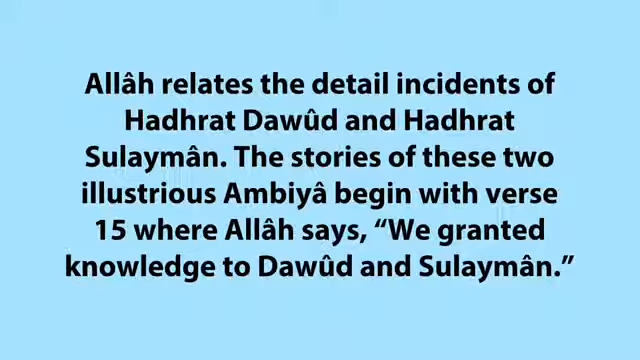 Allâh relates the detail incidents of
Hadhrat Dawûd and Hadhrat
Sulaymân. The stories of these two
illustrious Ambiyâ begin with verse
15 where Allâh says, “We granted
knowledge to Dawûd and Sulaymân.”